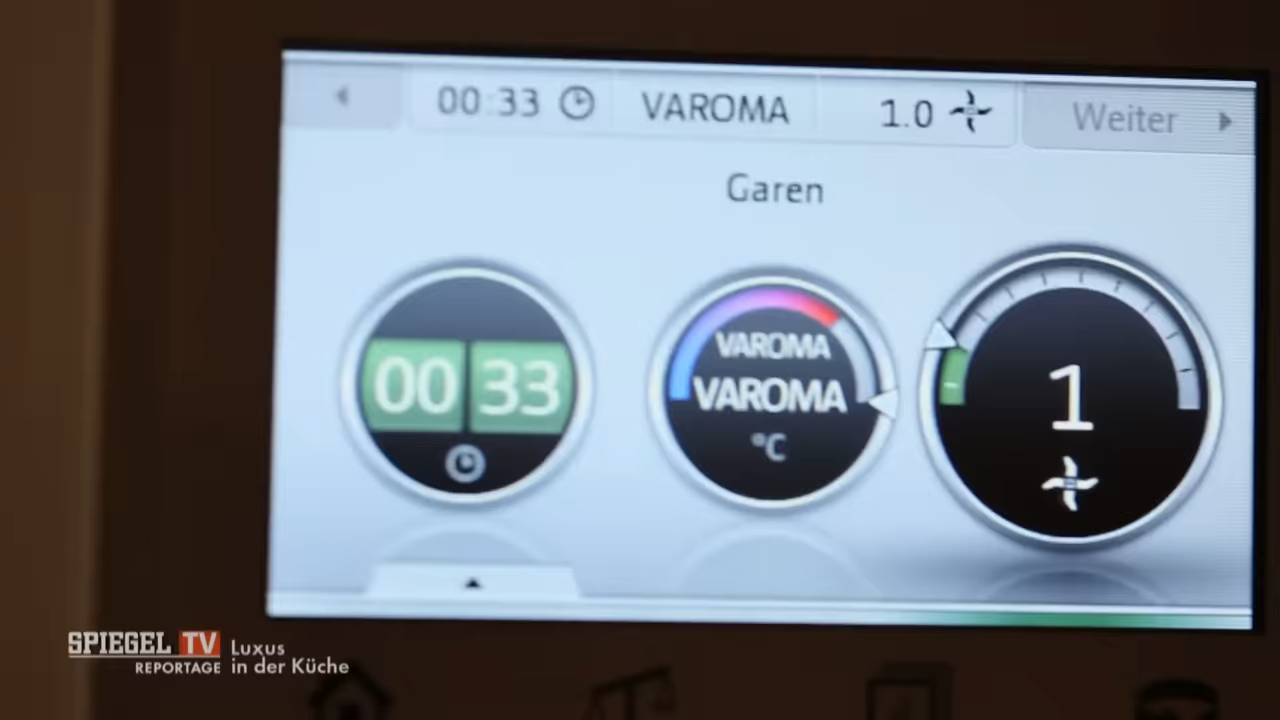 00:33 VAROMA 1.0 Weiter
Garen
00 33
VAROMA
VAROMA
°C
1
SPIEGEL TV
REPORTAGE
Luxus
in der Küche